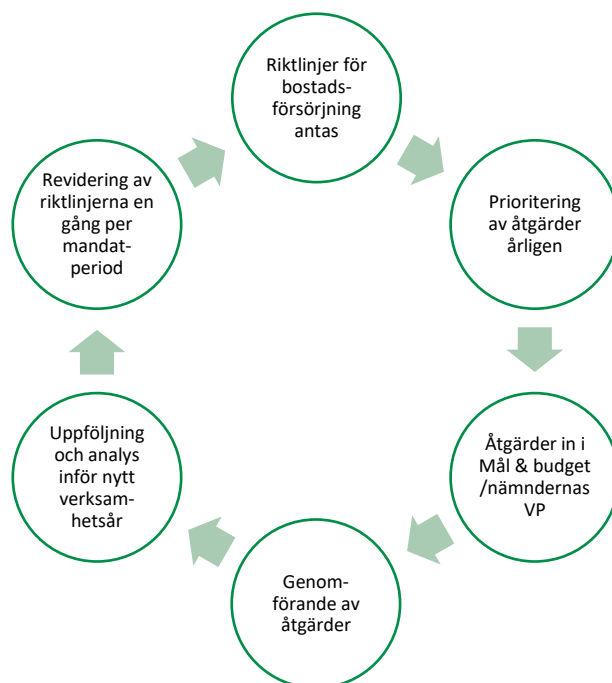 Riktlinjer för
bostads-
försörjning
antas
Prioritering
av åtgärder
årligen
Åtgärder in i
Mål & budget
/nämndernas
VP
Genom-
förande av
åtgärder
Uppföljning
och analys
inför nytt
verksam-
hetsår
Revidering av
riktlinjerna en
gång per
mandat-
period